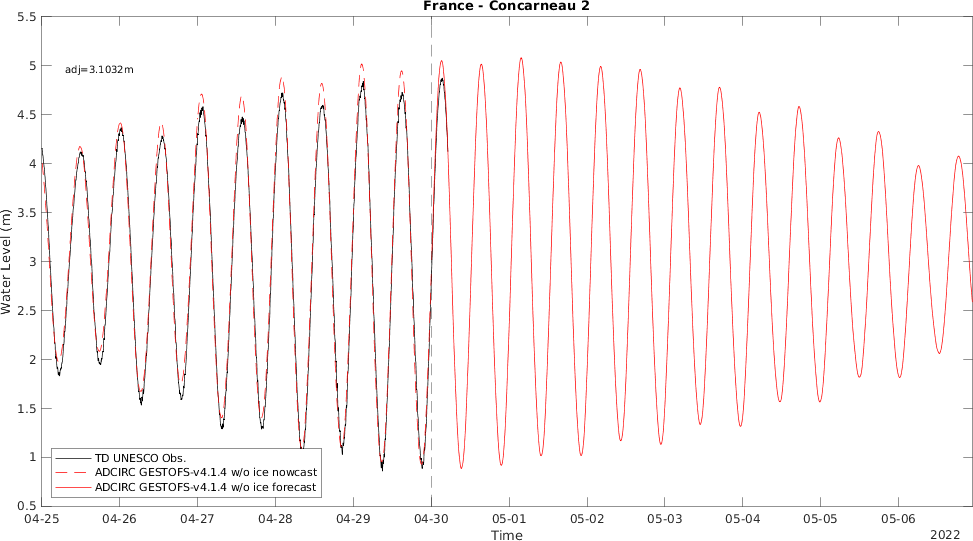 France - Concarneau 2
5.5
5
4.5
4
3.5
3
2.5
2
1.5
1
0.5
Water Level (m)
adj=3.1032m
TD UNESCO Obs.
ADCIRC GESTOFS-v4.1.4 w/o ice nowcast
ADCIRC GESTOFS-v4.1.4 w/o ice forecast
04-25 04-26 04-27 04-28 04-29 04-30 05-01 05-02 05-03 05-04 05-05 05-06
Time
2022